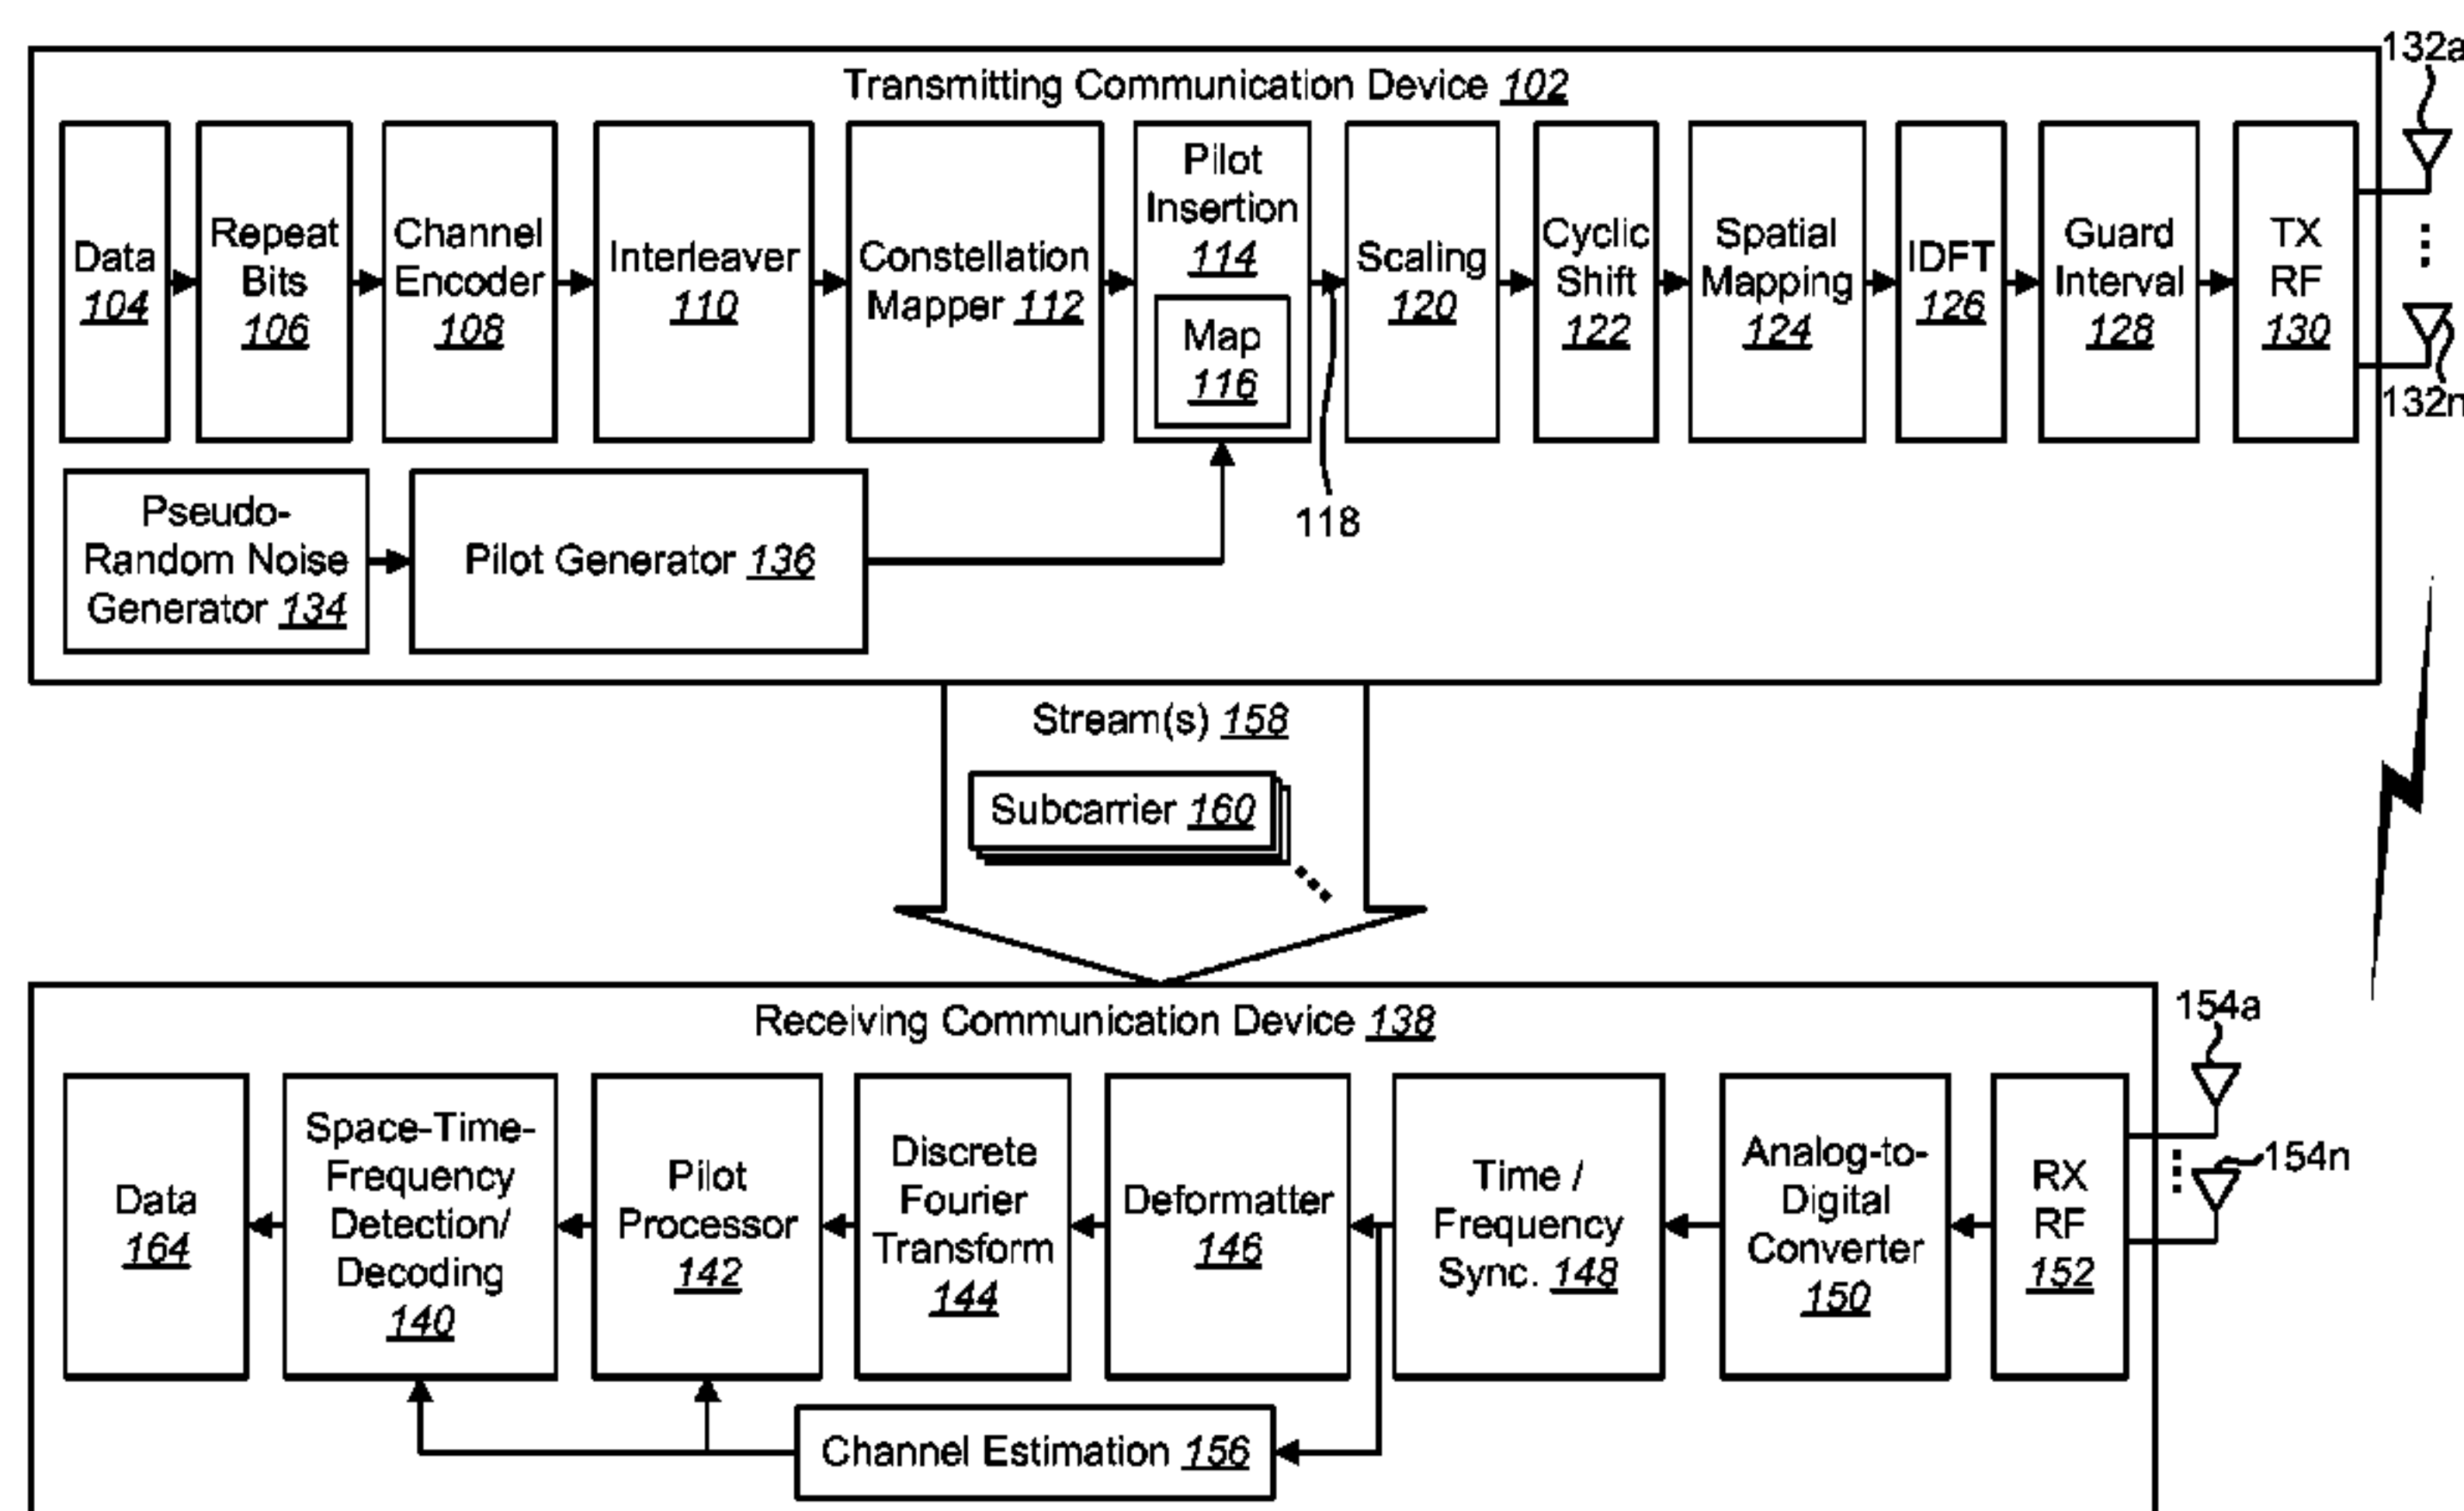 132a
Transmitting Communication Device 102
Data
104
Repeat
Bits
106
Channel
Encoder
108
Interleaver
110
Constellation
Mapper 112
Pilot
Insertion
114
Map
116
Scaling
120
Cyclic
Shift
122
Spatial
Mapping
124
IDFT
126
Guard
Interval
128
TX
RF
130
132n
118
Pseudo-
Random Noise
Generator 134
Pilot Generator 136
Stream(s) 158
Subcarrier 160
Receiving Communication Device 138
154a
154n
Data
164
Space-Time-
Frequency
Detection/
Decoding
140
Pilot
Processor
142
Discrete
Fourier
Transform
144
Deformatter
146
Time /
Frequency
Sync. 148
Analog-to-
Digital
Converter
150
RX
RF
152
Channel Estimation 156